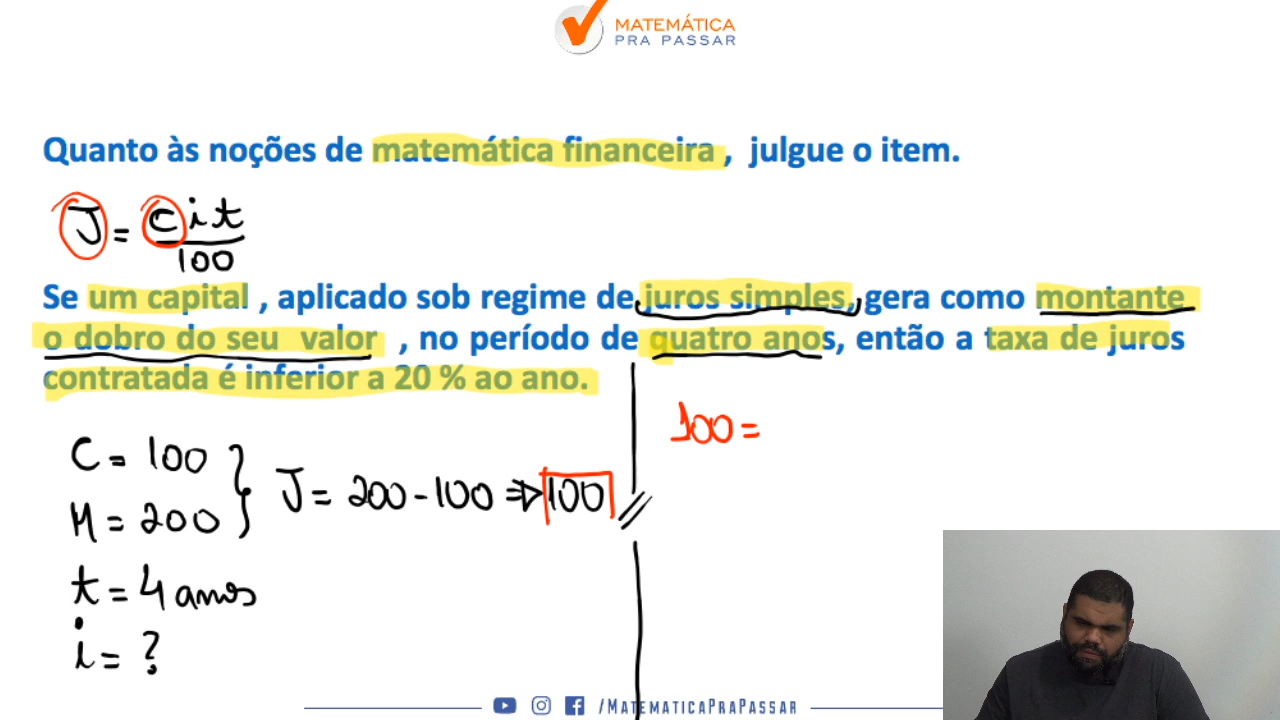 MATEMÁTICA
PRA PASSAR
Quanto às noções de matemática financeira , julgue o item.
J = c i t
100
Se um capital , aplicado sob regime de juros simples, gera como montante
o dobro do seu valor , no período de quatro anos, então a taxa de juros
contratada é inferior a 20 % ao ano.
100 =
C = 100
M = 200
J = 200 - 100 ⇒ 100
t = 4 anos
i = ?
/MATEMATICAPRAPASSAR